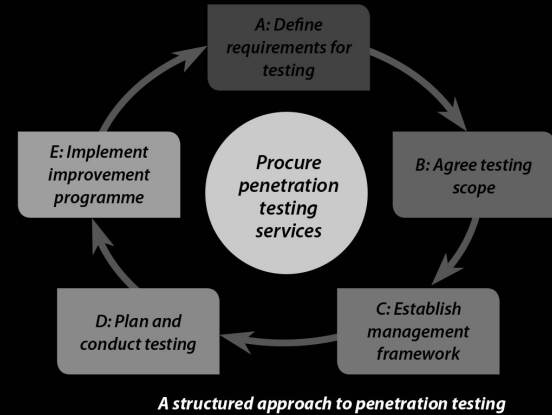 A: Define
requirements for
testing
B: Agree testing
scope
C: Establish
management
framework
D: Plan and
conduct testing
E: Implement
improvement
programme
Procure
penetration
testing
services
A structured approach to penetration testing